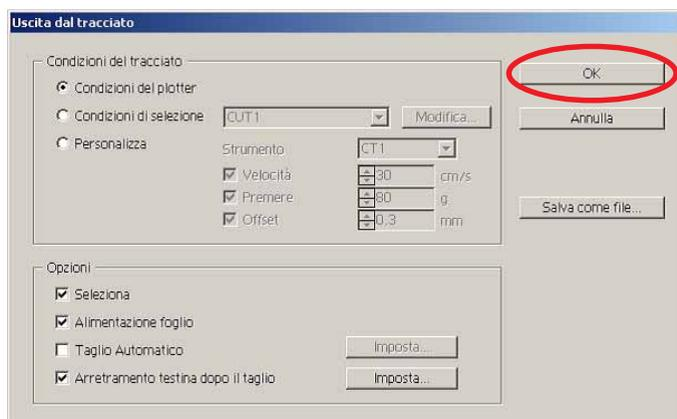 Uscita dal tracciato
Condizioni del tracciato
Condizioni del plotter
Condizioni di selezione CUT1 Modifica...
Personalizza
Strumento CT1
Velocità 30 cm/s
Premere 80 g
Offset 0,3 mm
OK
Annulla
Salva come file...
Opzioni
Seleziona
Alimentazione foglio
Taglio Automatico Imposta...
Arretramento testina dopo il taglio Imposta...